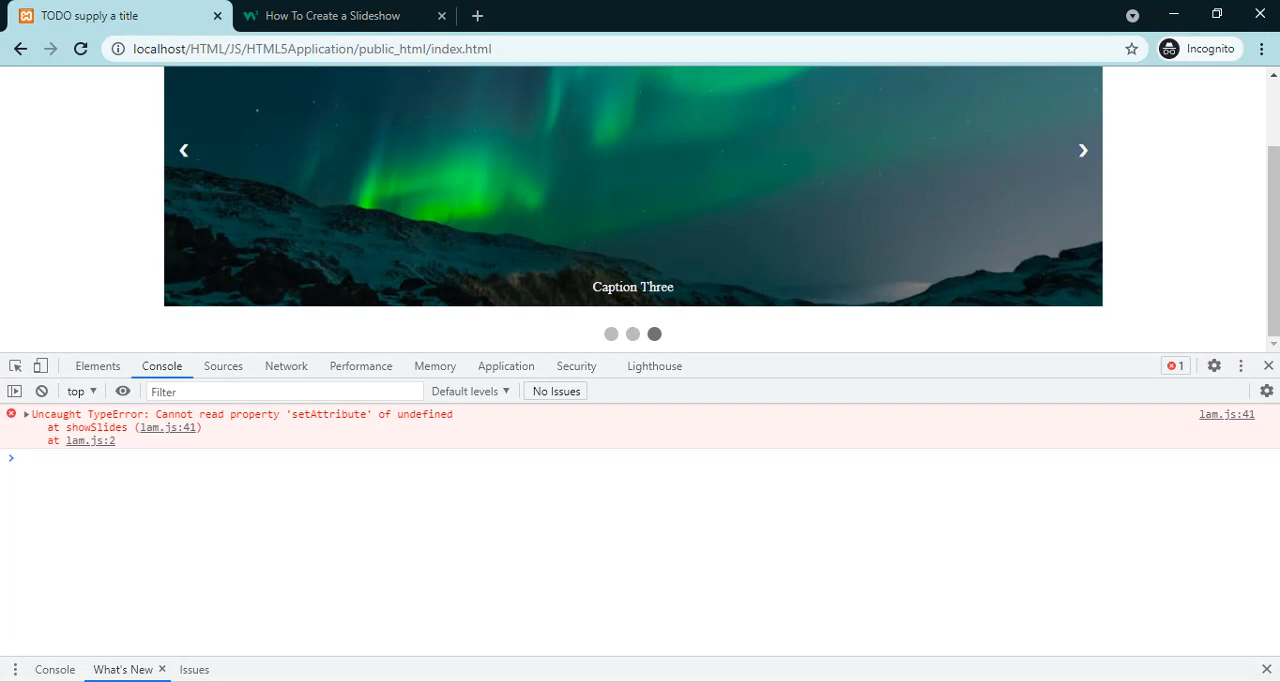 TODO supply a title
How To Create a Slideshow
localhost/HTML/JS/HTML5Application/public_html/index.html
Incognito
❮ ❯
Caption Three
Elements Console Sources Network Performance Memory Application Security Lighthouse 1
top ▼ Filter Default levels ▼ No Issues
Uncaught TypeError: Cannot read property 'setAttribute' of undefined lam.js:41
at showSlides (lam.js:41)
at lam.js:2
>
Console What's New × Issues